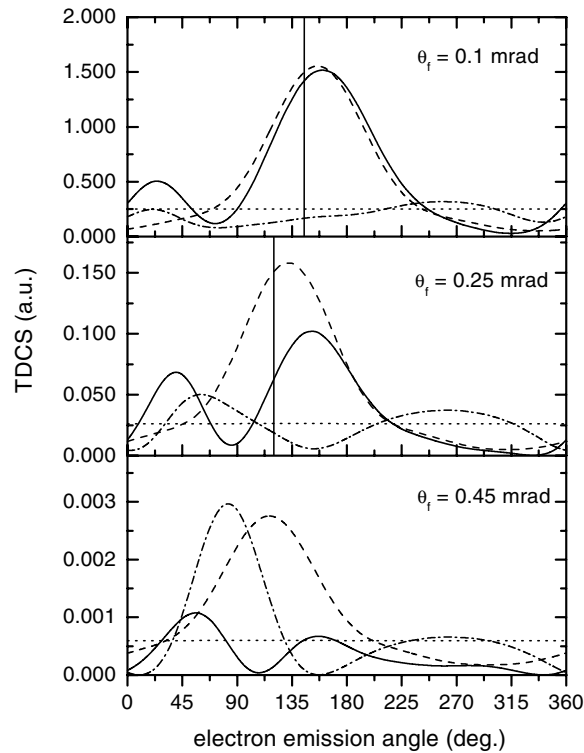 2.000
θf = 0.1 mrad
1.500
1.000
0.500
0.000
θf = 0.25 mrad
0.150
0.100
0.050
0.000
θf = 0.45 mrad
0.003
0.002
0.001
0.000
TDCS (a.u.)
0 45 90 135 180 225 270 315 360
electron emission angle (deg.)